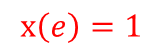 x(e) = 1